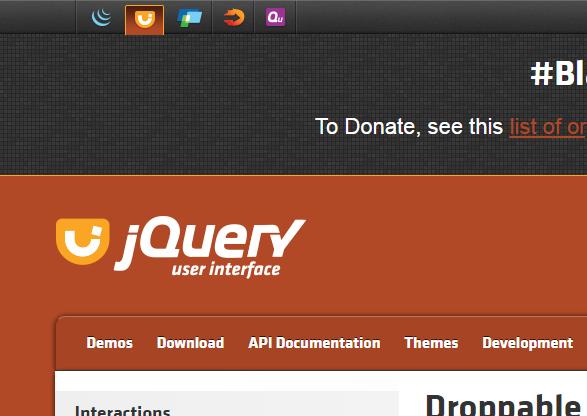 Qu
#Bl
To Donate, see this list of or
jQuery
user interface
Demos Download API Documentation Themes Development
Interactions
Droppable